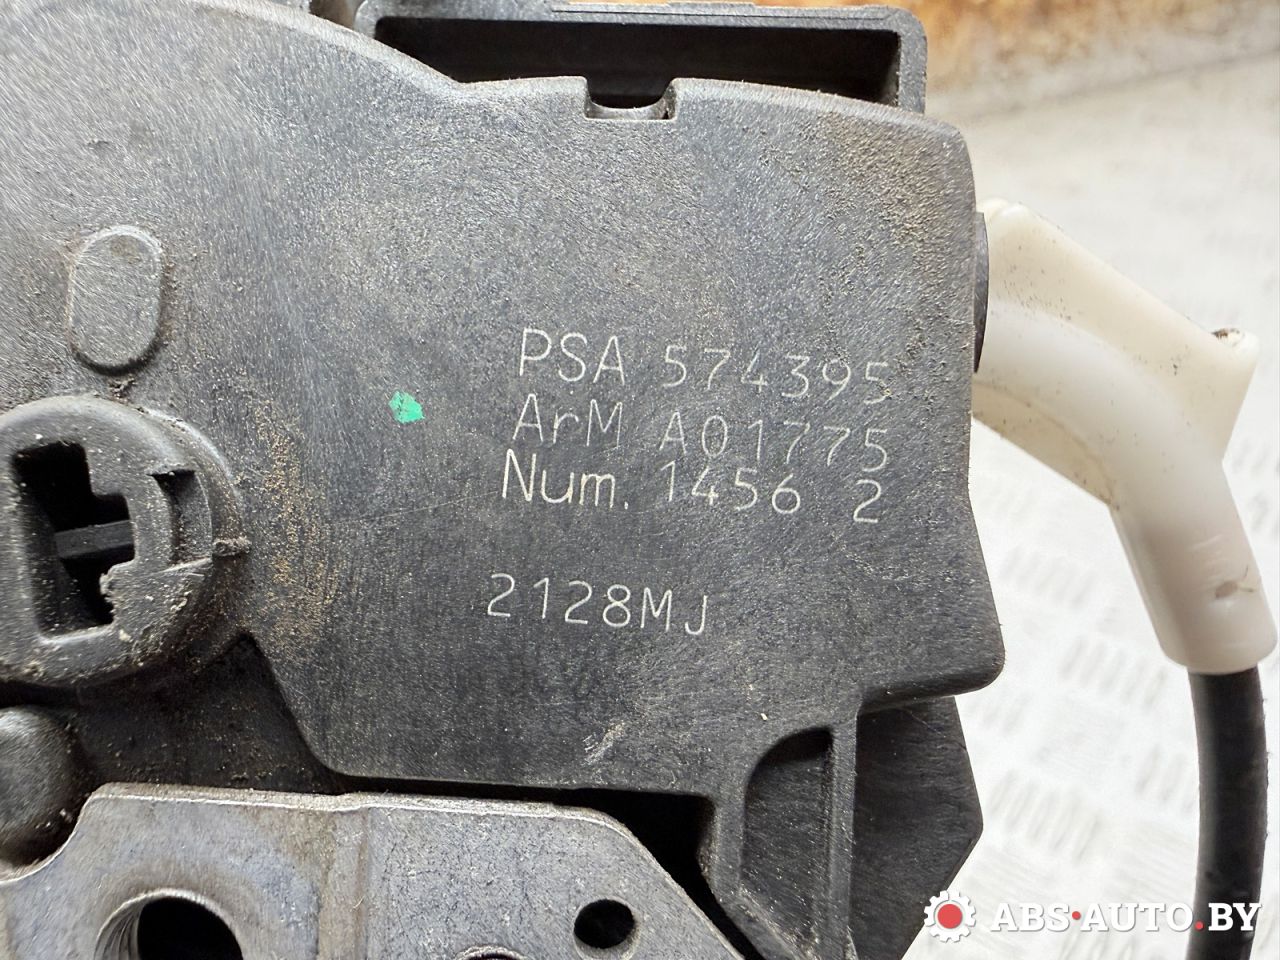 PSA 574395
ArM A01775
Num. 1456 2
2128MJ
ABS·AUTO.BY